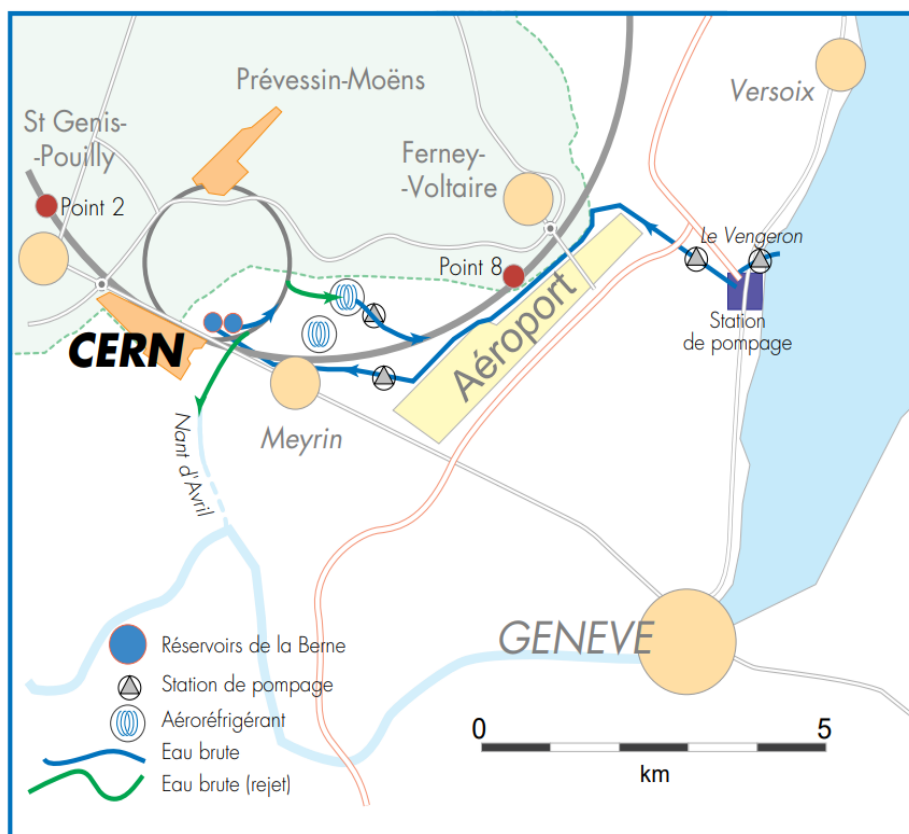 Prévessin-Moëns
Versoix
St Genis-
-Pouilly
Ferney-
-Voltaire
Point 2
Le Vengeron
Point 8
Station
de pompage
Aéroport
CERN
Meyrin
Nant d'Avril
GENEVE
Réservoirs de la Berne
Station de pompage
Aéroréfrigérant
Eau brute
Eau brute (rejet)
0 5
km